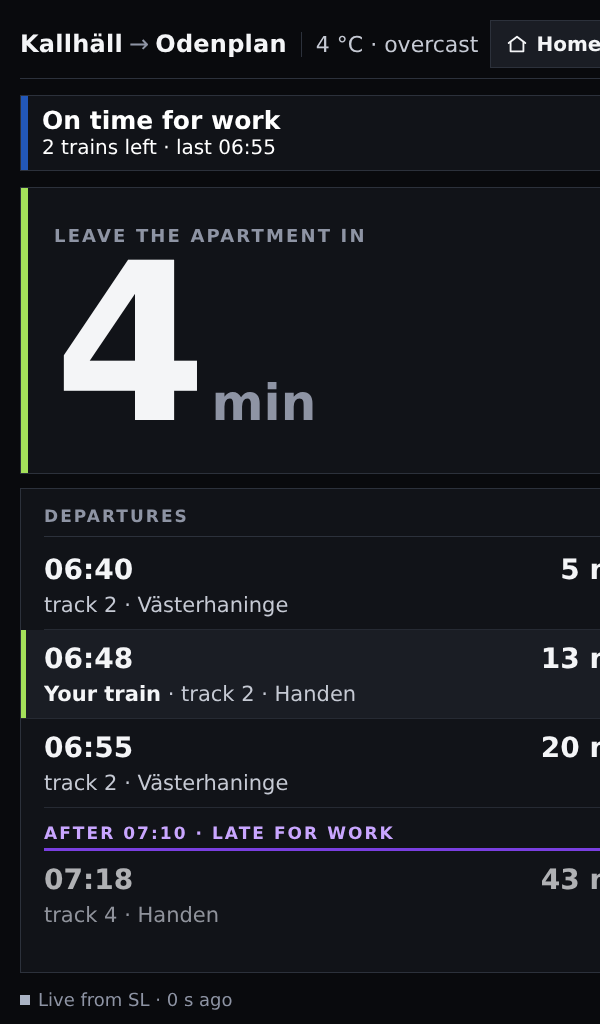 Kallhäll → Odenplan 4 °C · overcast Home
On time for work
2 trains left · last 06:55
LEAVE THE APARTMENT IN
4 min
DEPARTURES
06:40 5
track 2 · Västerhaninge
06:48 13
Your train · track 2 · Handen
06:55 20
track 2 · Västerhaninge
AFTER 07:10 · LATE FOR WORK
07:18 43
track 4 · Handen
Live from SL · 0 s ago